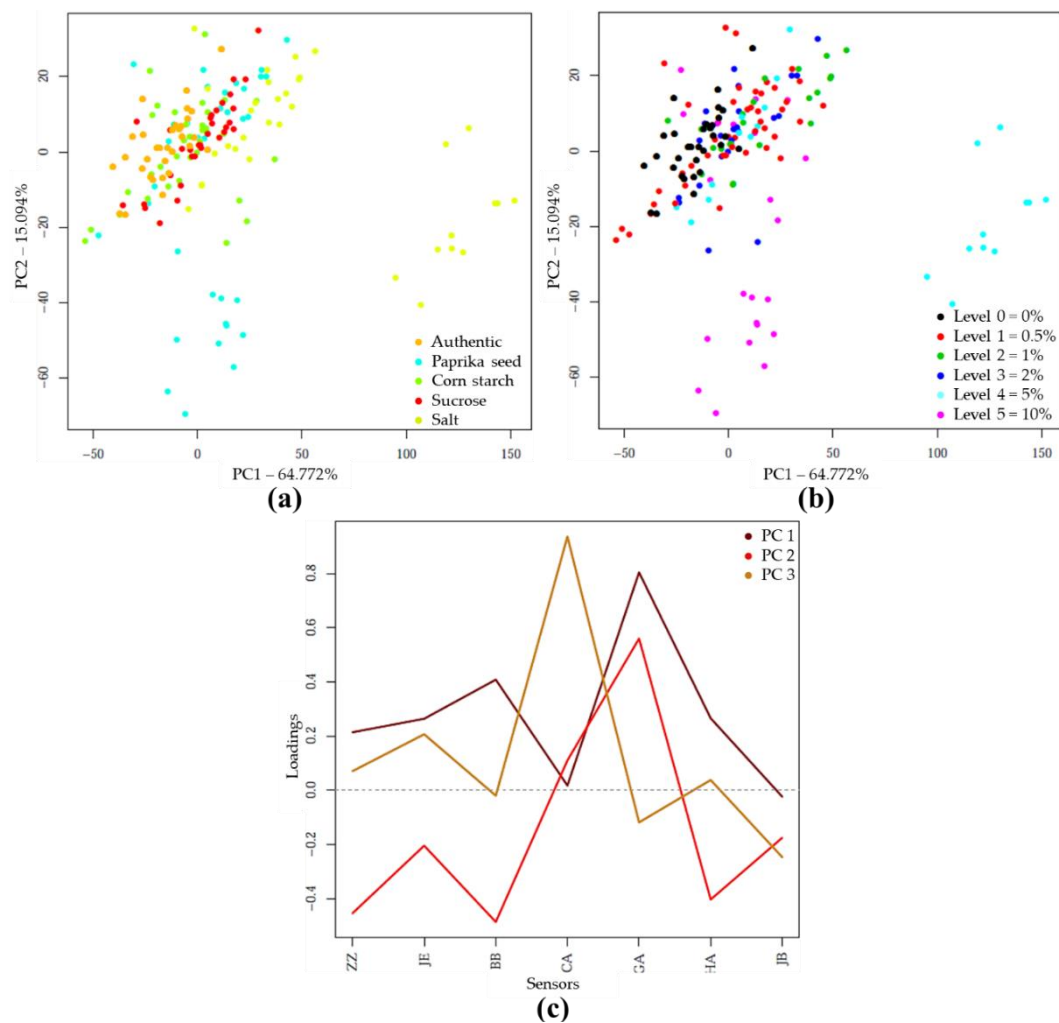 20
0
−20
−40
−60
PC2 – 15.094%
Authentic
Paprika seed
Corn starch
Sucrose
Salt
−50
0
50
100
150
PC1 – 64.772%
(a)
20
0
−20
−40
−60
PC2 – 15.094%
Level 0 = 0%
Level 1 = 0.5%
Level 2 = 1%
Level 3 = 2%
Level 4 = 5%
Level 5 = 10%
−50
0
50
100
150
PC1 – 64.772%
(b)
PC 1
PC 2
PC 3
0.8
0.6
0.4
0.2
0.0
−0.2
−0.4
Loadings
ZZ
JE
BB
CA
GA
HA
JB
Sensors
(c)